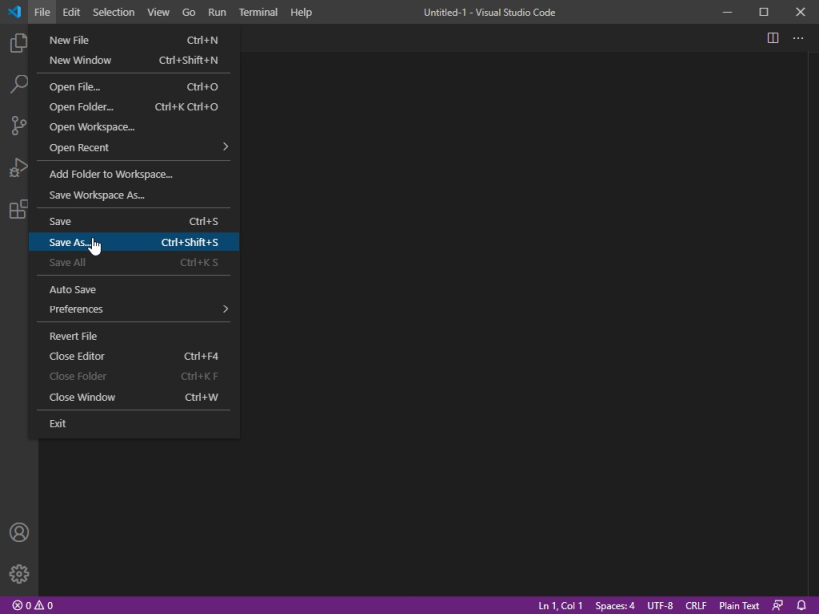 File Edit Selection View Go Run Terminal Help Untitled-1 - Visual Studio Code
New File Ctrl+N
New Window Ctrl+Shift+N
Open File... Ctrl+O
Open Folder... Ctrl+K Ctrl+O
Open Workspace...
Open Recent
Add Folder to Workspace...
Save Workspace As...
Save Ctrl+S
Save As... Ctrl+Shift+S
Save All Ctrl+K S
Auto Save
Preferences
Revert File
Close Editor Ctrl+F4
Close Folder Ctrl+K F
Close Window Ctrl+W
Exit
0 0 Ln 1, Col 1 Spaces: 4 UTF-8 CRLF Plain Text